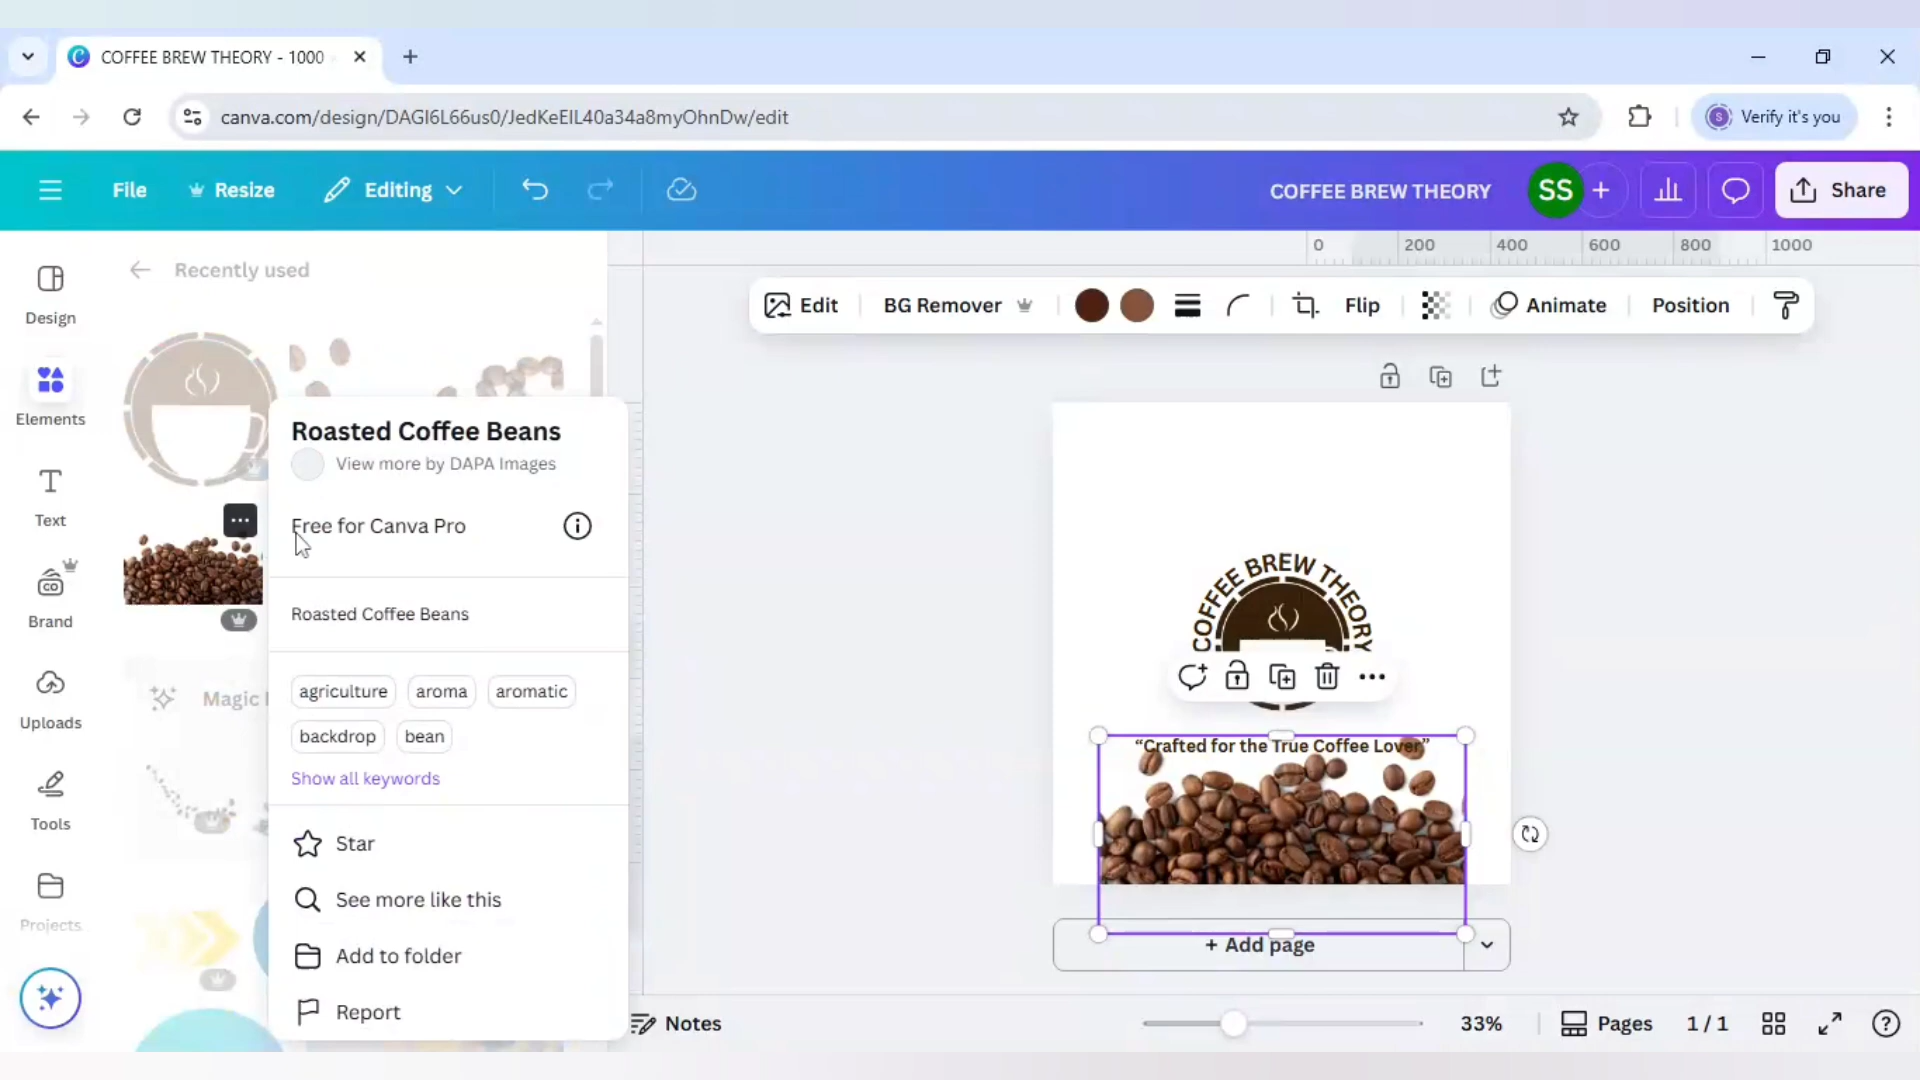 COFFEE BREW THEORY - 1000
canva.com/design/DAGI6L66us0/JedKeEIL40a34a8myOhnDw/edit
S Verify it's you
File Resize Editing COFFEE BREW THEORY SS + Share
0 200 400 600 800 1000
Design
Elements
Text
CO
Brand
Uploads
Tools
Projects
Recently used
Magic
Roasted Coffee Beans
View more by DAPA Images
Free for Canva Pro
Roasted Coffee Beans
agriculture aroma aromatic
backdrop bean
Show all keywords
Star
See more like this
Add to folder
Report
Edit BG Remover Flip Animate Position
COFFEE BREW THEORY
“Crafted for the True Coffee Lover”
+ Add page
Notes 33% Pages 1 / 1